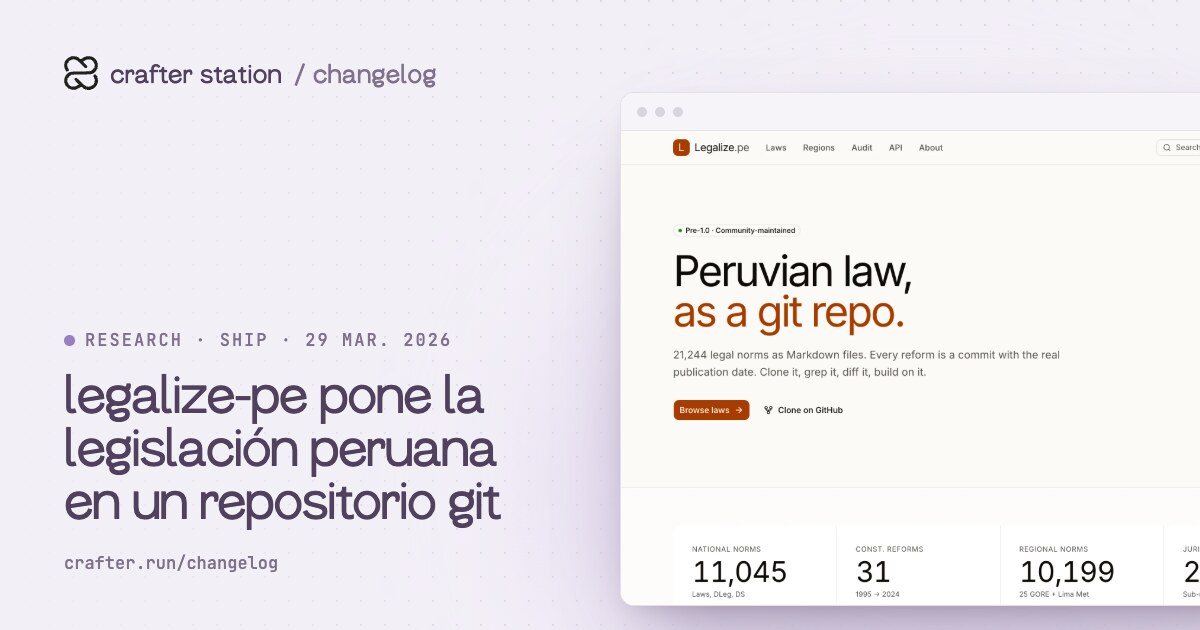 crafter station / changelog
RESEARCH · SHIP · 29 MAR. 2026
legalize-pe pone la
legislación peruana
en un repositorio git
crafter.run/changelog
L Legalize.pe Laws Regions Audit API About Search
Pre-1.0 · Community-maintained
Peruvian law,
as a git repo.
21,244 legal norms as Markdown files. Every reform is a commit with the real
publication date. Clone it, grep it, diff it, build on it.
Browse laws → Clone on GitHub
NATIONAL NORMS
11,045
Laws, DLeg, DS
CONST. REFORMS
31
1995 → 2024
REGIONAL NORMS
10,199
25 GORE + Lima Met